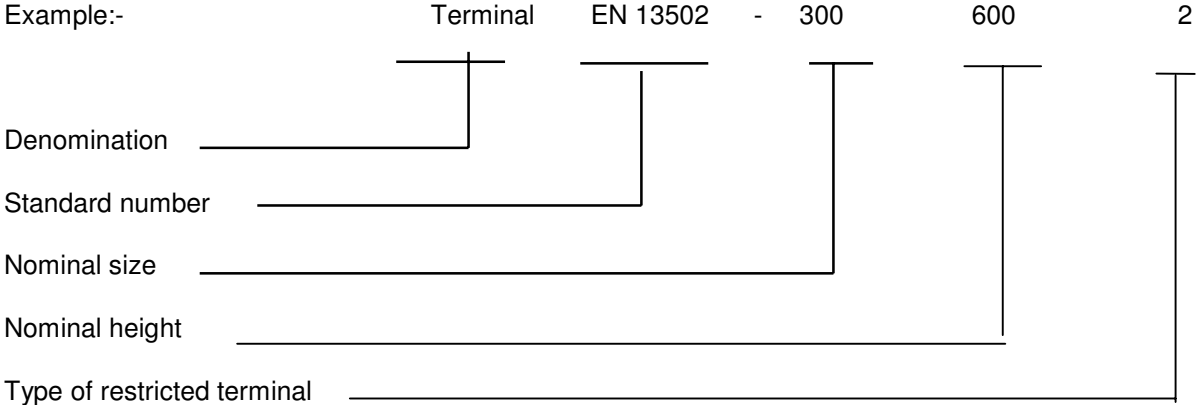 Example:- Terminal EN 13502 - 300 600 2
Denomination
Standard number
Nominal size
Nominal height
Type of restricted terminal